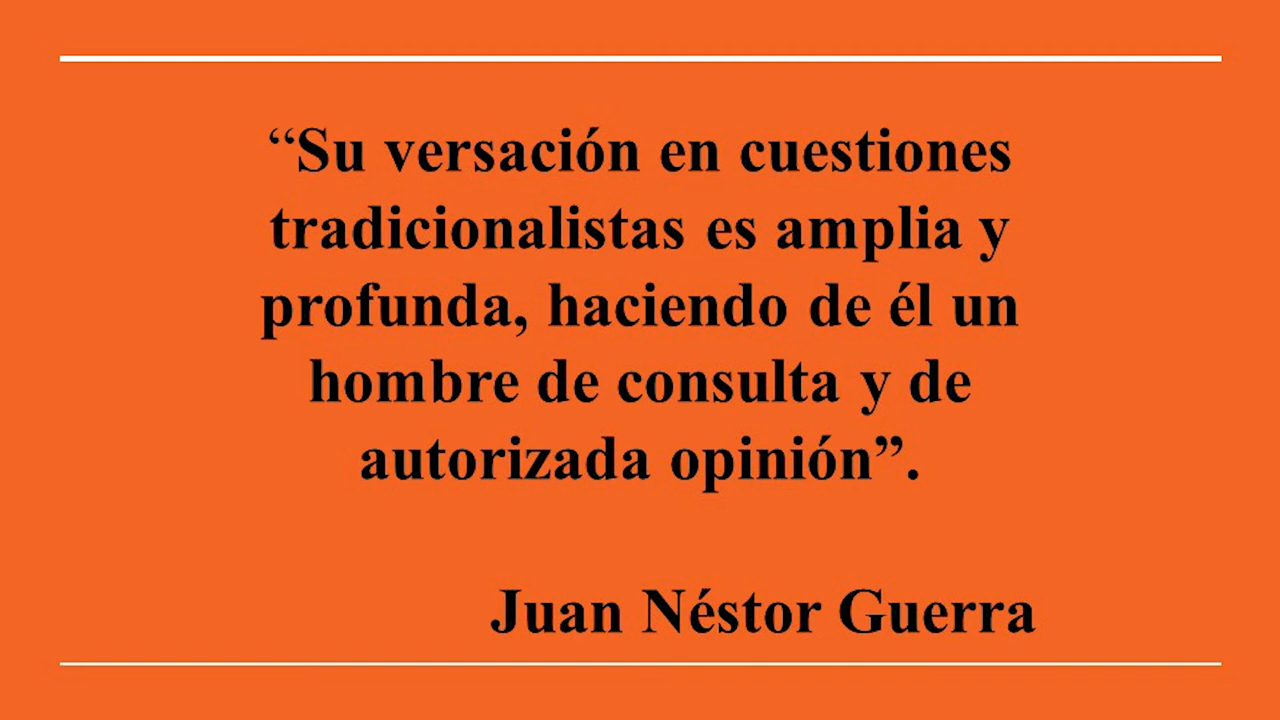 “Su versación en cuestiones
tradicionalistas es amplia y
profunda, haciendo de él un
hombre de consulta y de
autorizada opinión”.
Juan Néstor Guerra